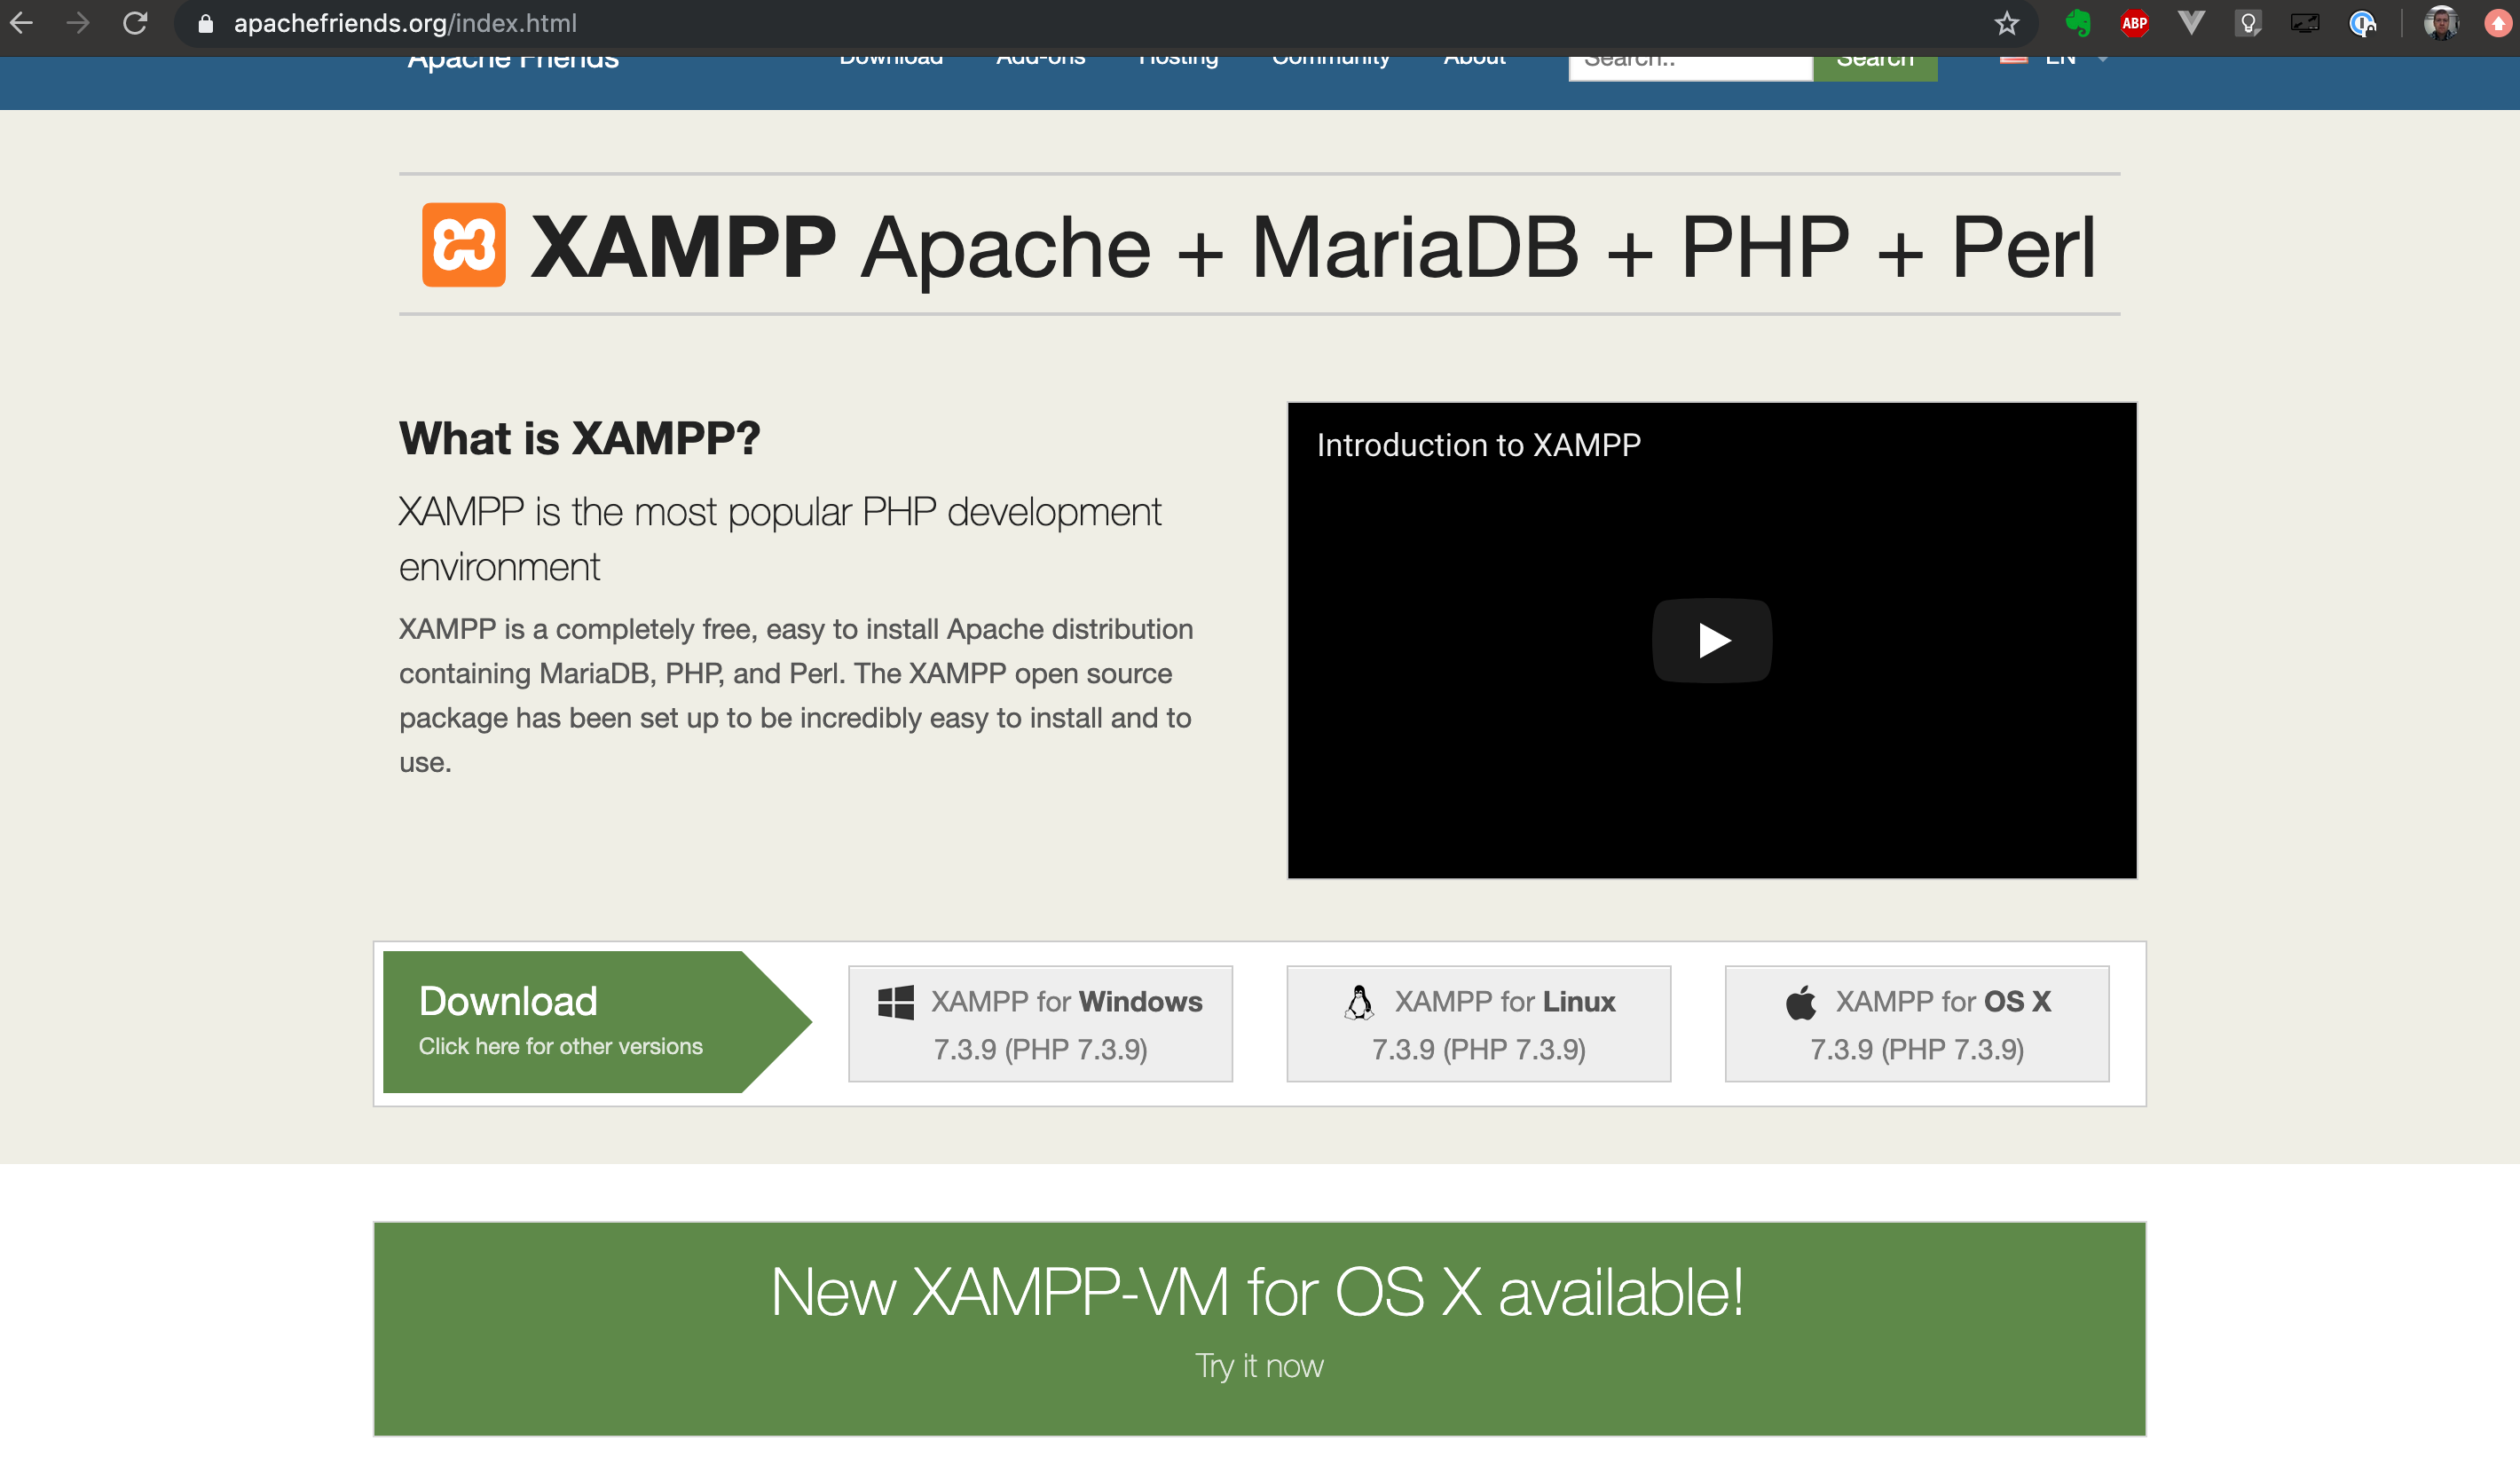 apachefriends.org/index.html
ABP
Apache Friends
Download Add-ons Hosting Community About Search.. Search EN
XAMPP Apache + MariaDB + PHP + Perl
What is XAMPP?
XAMPP is the most popular PHP development
environment
XAMPP is a completely free, easy to install Apache distribution
containing MariaDB, PHP, and Perl. The XAMPP open source
package has been set up to be incredibly easy to install and to
use.
Introduction to XAMPP
Download
Click here for other versions
XAMPP for Windows
7.3.9 (PHP 7.3.9)
XAMPP for Linux
7.3.9 (PHP 7.3.9)
XAMPP for OS X
7.3.9 (PHP 7.3.9)
New XAMPP-VM for OS X available!
Try it now